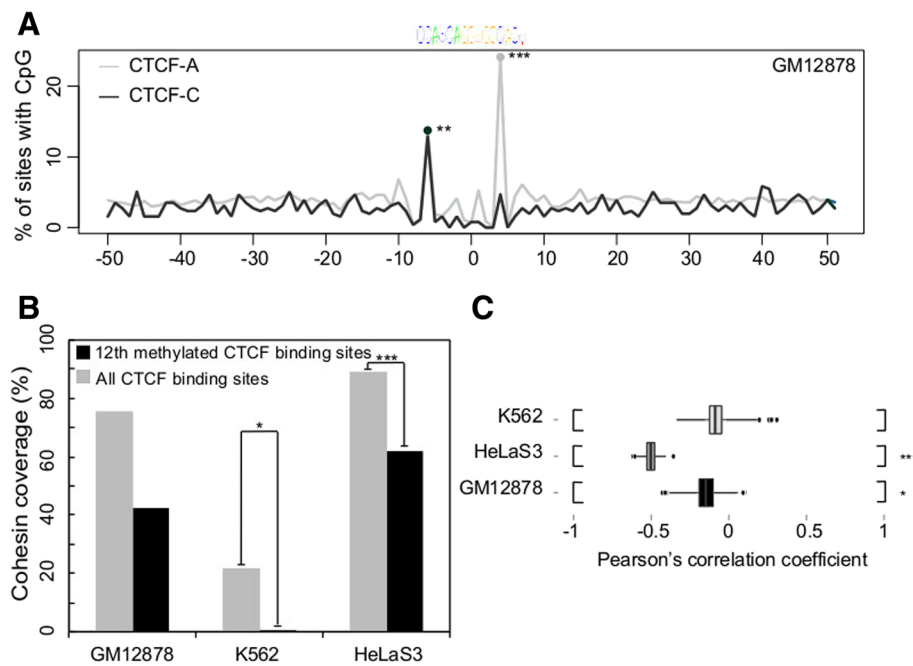 A
% of sites with CpG
20
10
0
CTCF-A
CTCF-C
***
**
GM12878
-50 -40 -30 -20 -10 0 10 20 30 40 50
B
Cohesin coverage (%)
100
80
60
40
20
0
12th methylated CTCF binding sites
All CTCF binding sites
*
***
GM12878 K562 HeLaS3
C
K562
HeLaS3 **
GM12878 *
-1 -0.5 0 0.5 1
Pearson's correlation coefficient